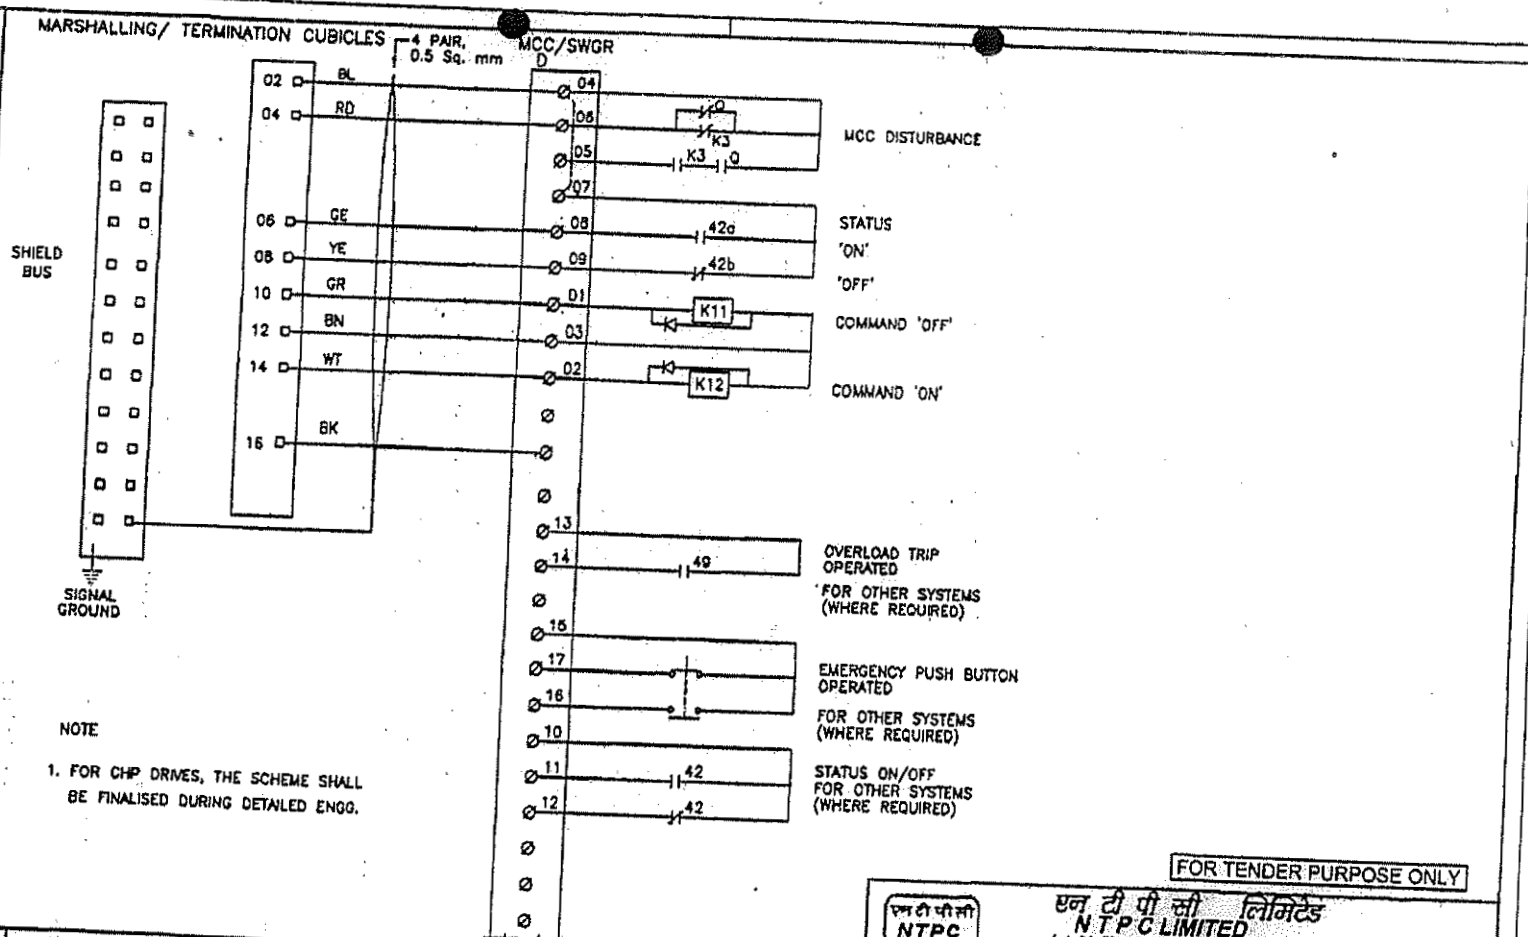 MARSHALLING/ TERMINATION CUBICLES
4 PAIR,
0.5 Sq. mm
MCC/SWGR
D
02 BL 04
04 RD 06
Q
K3
MCC DISTURBANCE
05 K3 Q
07
STATUS
06 GE 08 42a
'ON'
08 YE 09 42b
'OFF'
10 GR D1 K11
COMMAND 'OFF'
12 BN 03
14 WT 02 K12
COMMAND 'ON'
16 BK
SHIELD
BUS
SIGNAL
GROUND
13
14 49
OVERLOAD TRIP
OPERATED
FOR OTHER SYSTEMS
(WHERE REQUIRED)
15
17
EMERGENCY PUSH BUTTON
OPERATED
16
FOR OTHER SYSTEMS
(WHERE REQUIRED)
10
11 42
STATUS ON/OFF
FOR OTHER SYSTEMS
(WHERE REQUIRED)
12 42
NOTE
1. FOR CHP DRIVES, THE SCHEME SHALL
BE FINALISED DURING DETAILED ENGG.
FOR TENDER PURPOSE ONLY
एन टी पी सी
NTPC
एन टी पी सी लिमिटेड
NTPC LIMITED